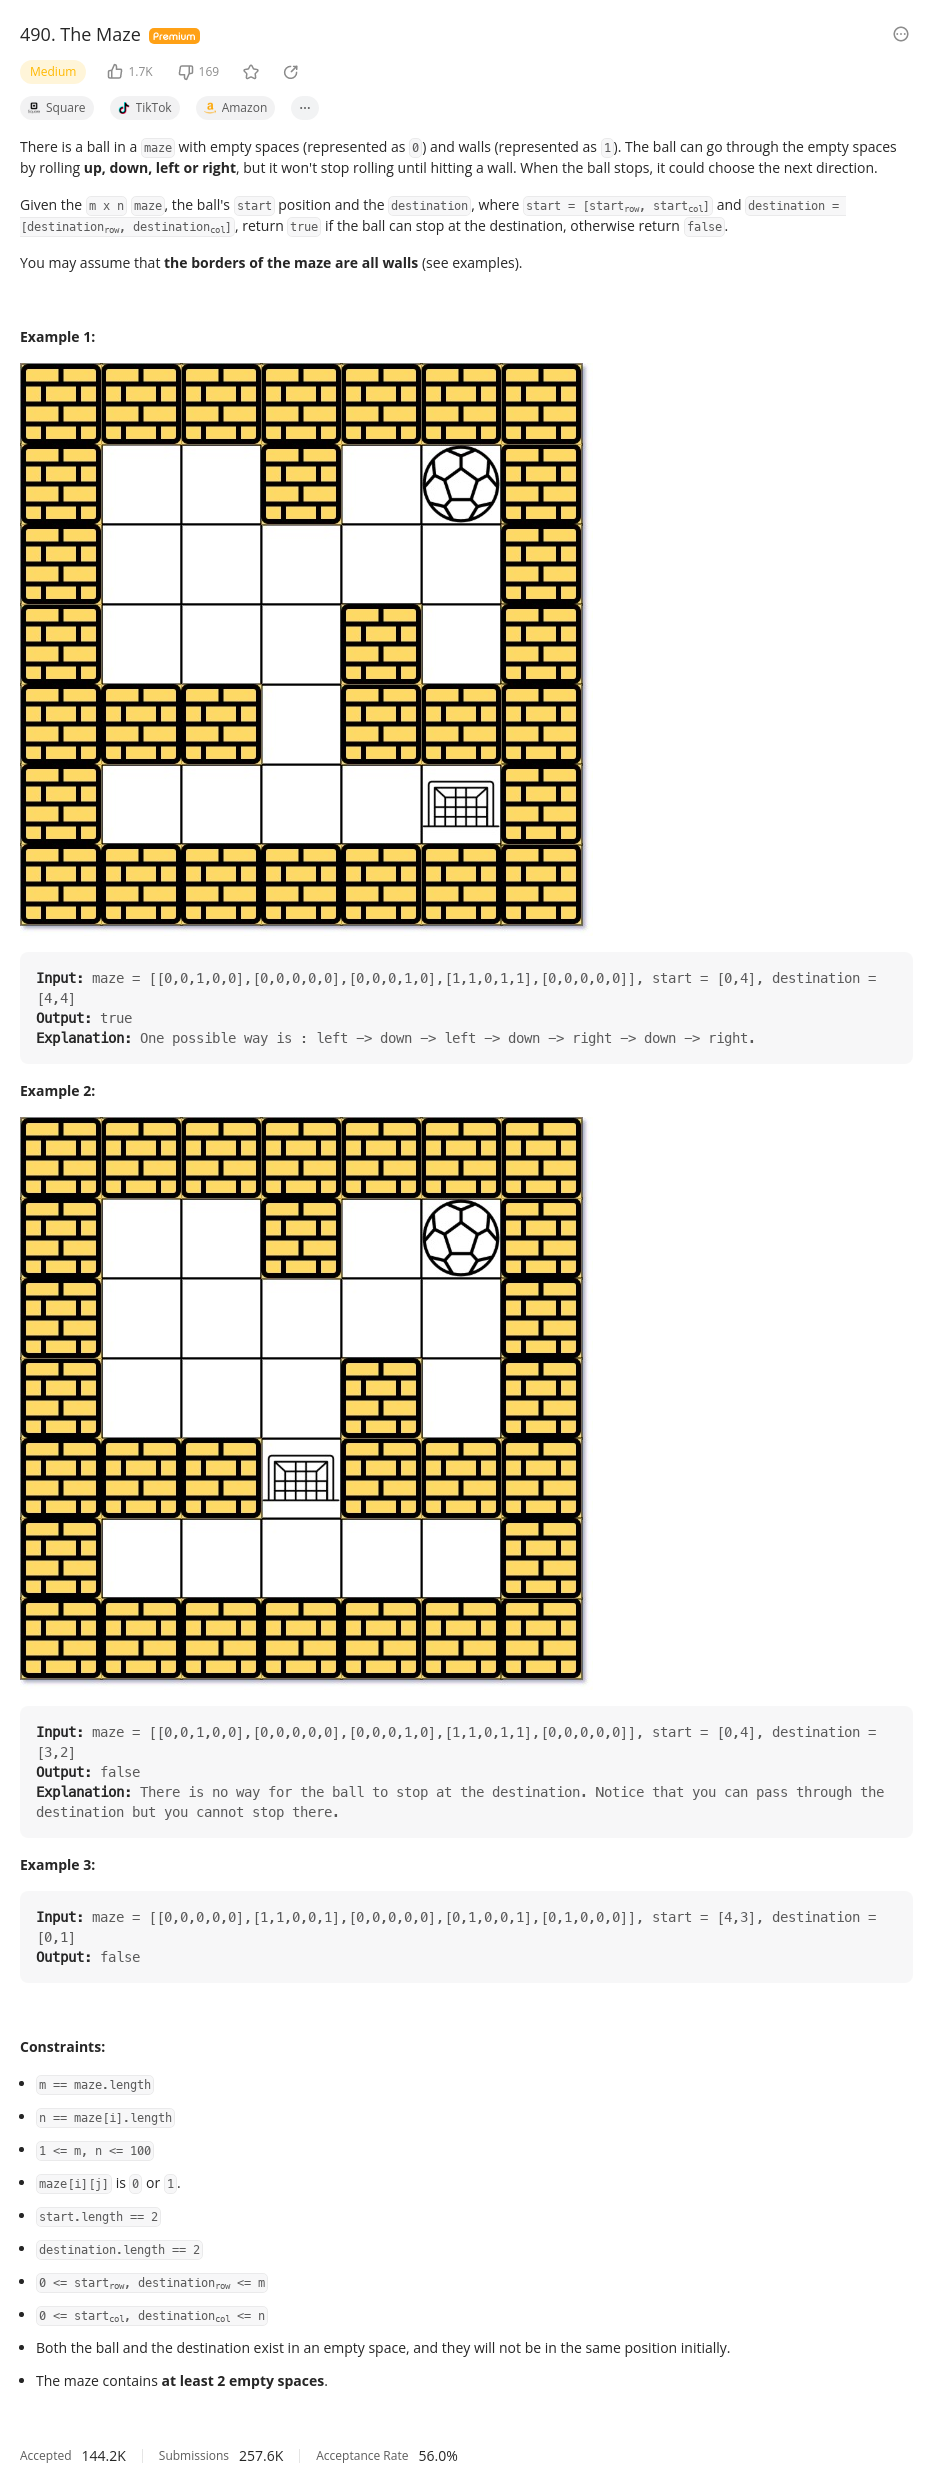 490. The Maze Premium
Medium 1.7K 169
Square TikTok Amazon ...
There is a ball in a maze with empty spaces (represented as 0) and walls (represented as 1). The ball can go through the empty spaces
by rolling up, down, left or right, but it won't stop rolling until hitting a wall. When the ball stops, it could choose the next direction.
Given the m x n maze, the ball's start position and the destination, where start = [startrow, startcol] and destination =
[destinationrow, destinationcol], return true if the ball can stop at the destination, otherwise return false.
You may assume that the borders of the maze are all walls (see examples).
Example 1:
Input: maze = [[0,0,1,0,0],[0,0,0,0,0],[0,0,0,1,0],[1,1,0,1,1],[0,0,0,0,0]], start = [0,4], destination =
[4,4]
Output: true
Explanation: One possible way is : left -> down -> left -> down -> right -> down -> right.
Example 2:
Input: maze = [[0,0,1,0,0],[0,0,0,0,0],[0,0,0,1,0],[1,1,0,1,1],[0,0,0,0,0]], start = [0,4], destination =
[3,2]
Output: false
Explanation: There is no way for the ball to stop at the destination. Notice that you can pass through the
destination but you cannot stop there.
Example 3:
Input: maze = [[0,0,0,0,0],[1,1,0,0,1],[0,0,0,0,0],[0,1,0,0,1],[0,1,0,0,0]], start = [4,3], destination =
[0,1]
Output: false
Constraints:
• m == maze.length
• n == maze[i].length
• 1 <= m, n <= 100
• maze[i][j] is 0 or 1.
• start.length == 2
• destination.length == 2
• 0 <= startrow, destinationrow <= m
• 0 <= startcol, destinationcol <= n
• Both the ball and the destination exist in an empty space, and they will not be in the same position initially.
• The maze contains at least 2 empty spaces.
Accepted 144.2K Submissions 257.6K Acceptance Rate 56.0%